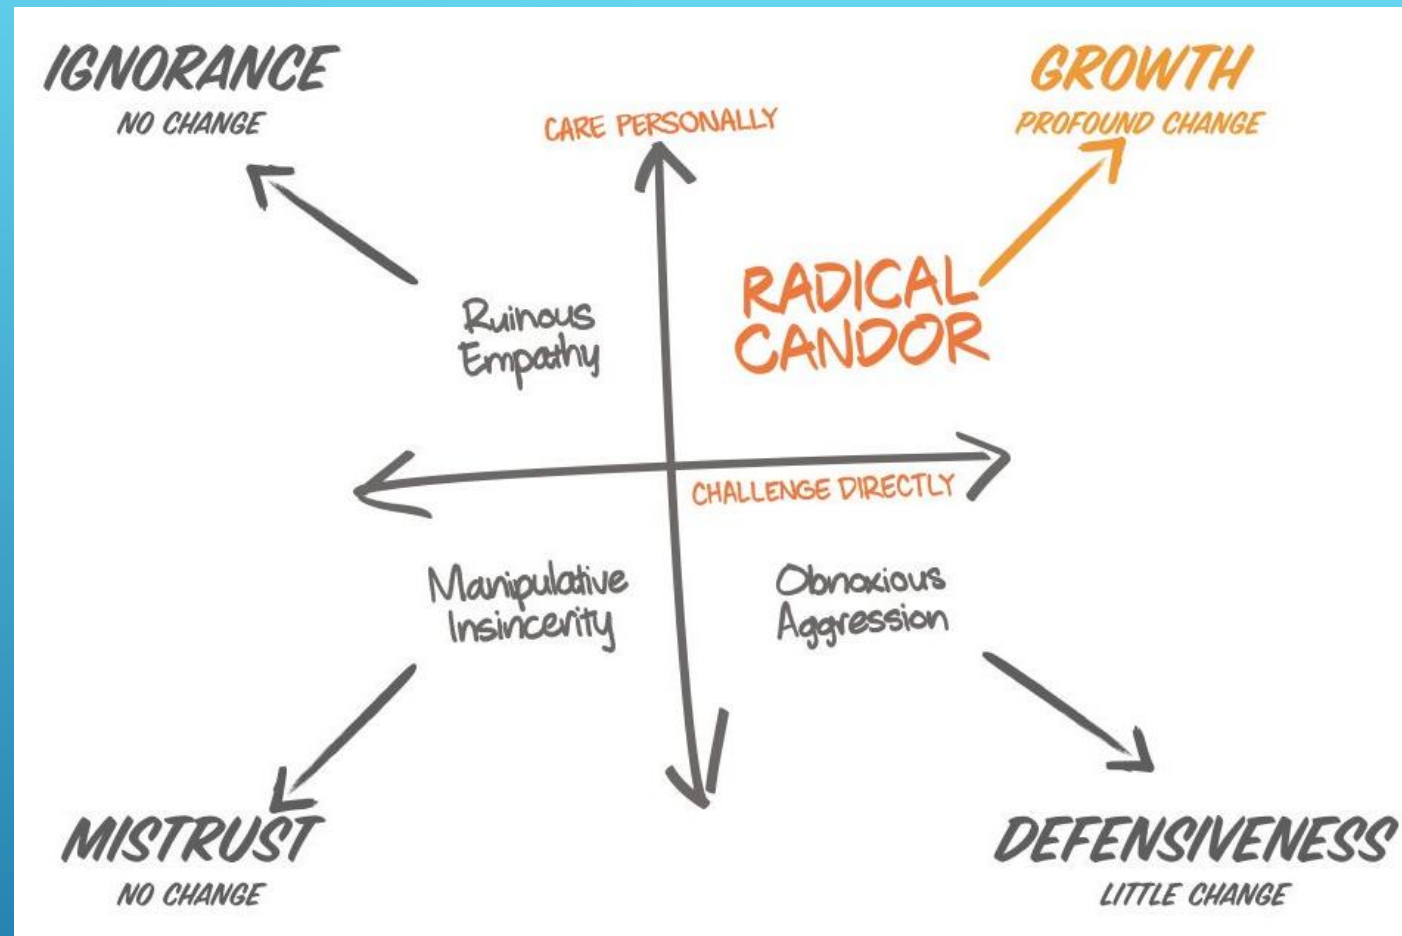 IGNORANCE
NO CHANGE
GROWTH
PROFOUND CHANGE
CARE PERSONALLY
RADICAL
CANDOR
Ruinous
Empathy
CHALLENGE DIRECTLY
Manipulative
Insincerity
Obnoxious
Aggression
MISTRUST
NO CHANGE
DEFENSIVENESS
LITTLE CHANGE